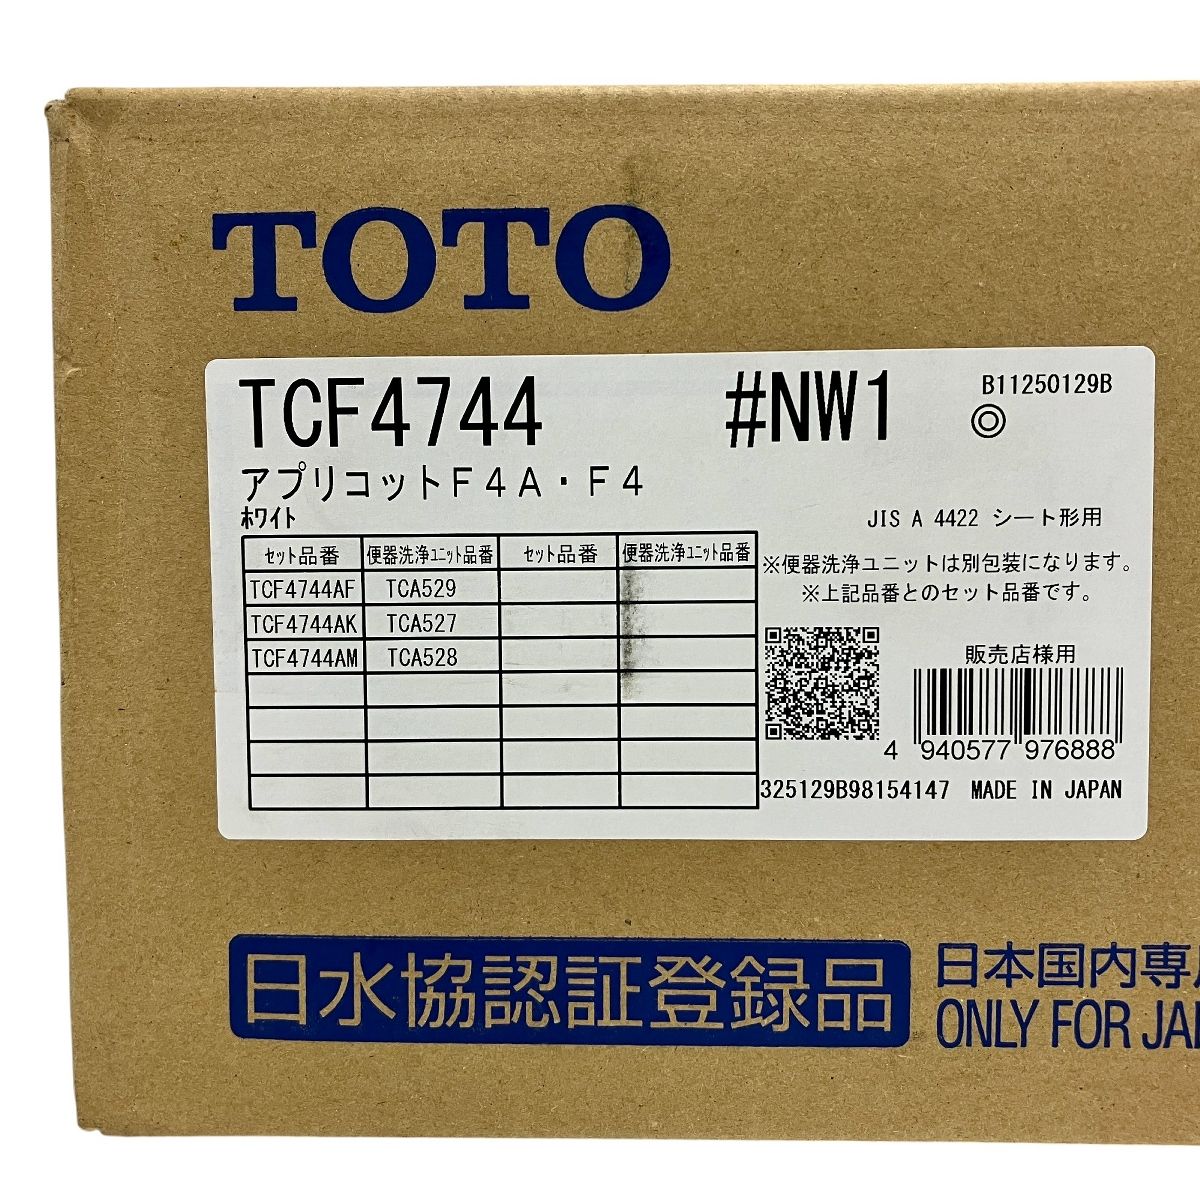 TOTO
TCF4744 #NW1 B11250129B
◎
アプリコットF4A・F4
ホワイト
JIS A 4422 シート形用
セット品番 便器洗浄ユニット品番 セット品番 便器洗浄ユニット品番
TCF4744AF TCA529
TCF4744AK TCA527
TCF4744AM TCA528
※便器洗浄ユニットは別包装になります。
※上記品番とのセット品番です。
販売店様用
4 940577 976888
325129B98154147 MADE IN JAPAN
日水協認証登録品
日本国内専
ONLY FOR JA